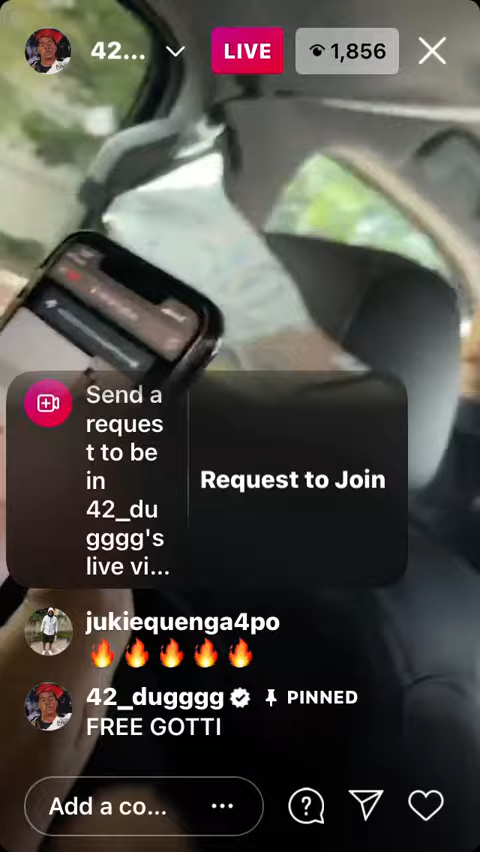 42...
LIVE
1,856
Send a
reques
t to be
in
42_du
gggg's
live vi...
Request to Join
jukiequenga4po
🔥🔥🔥🔥🔥
42_dugggg PINNED
FREE GOTTI
Add a co...